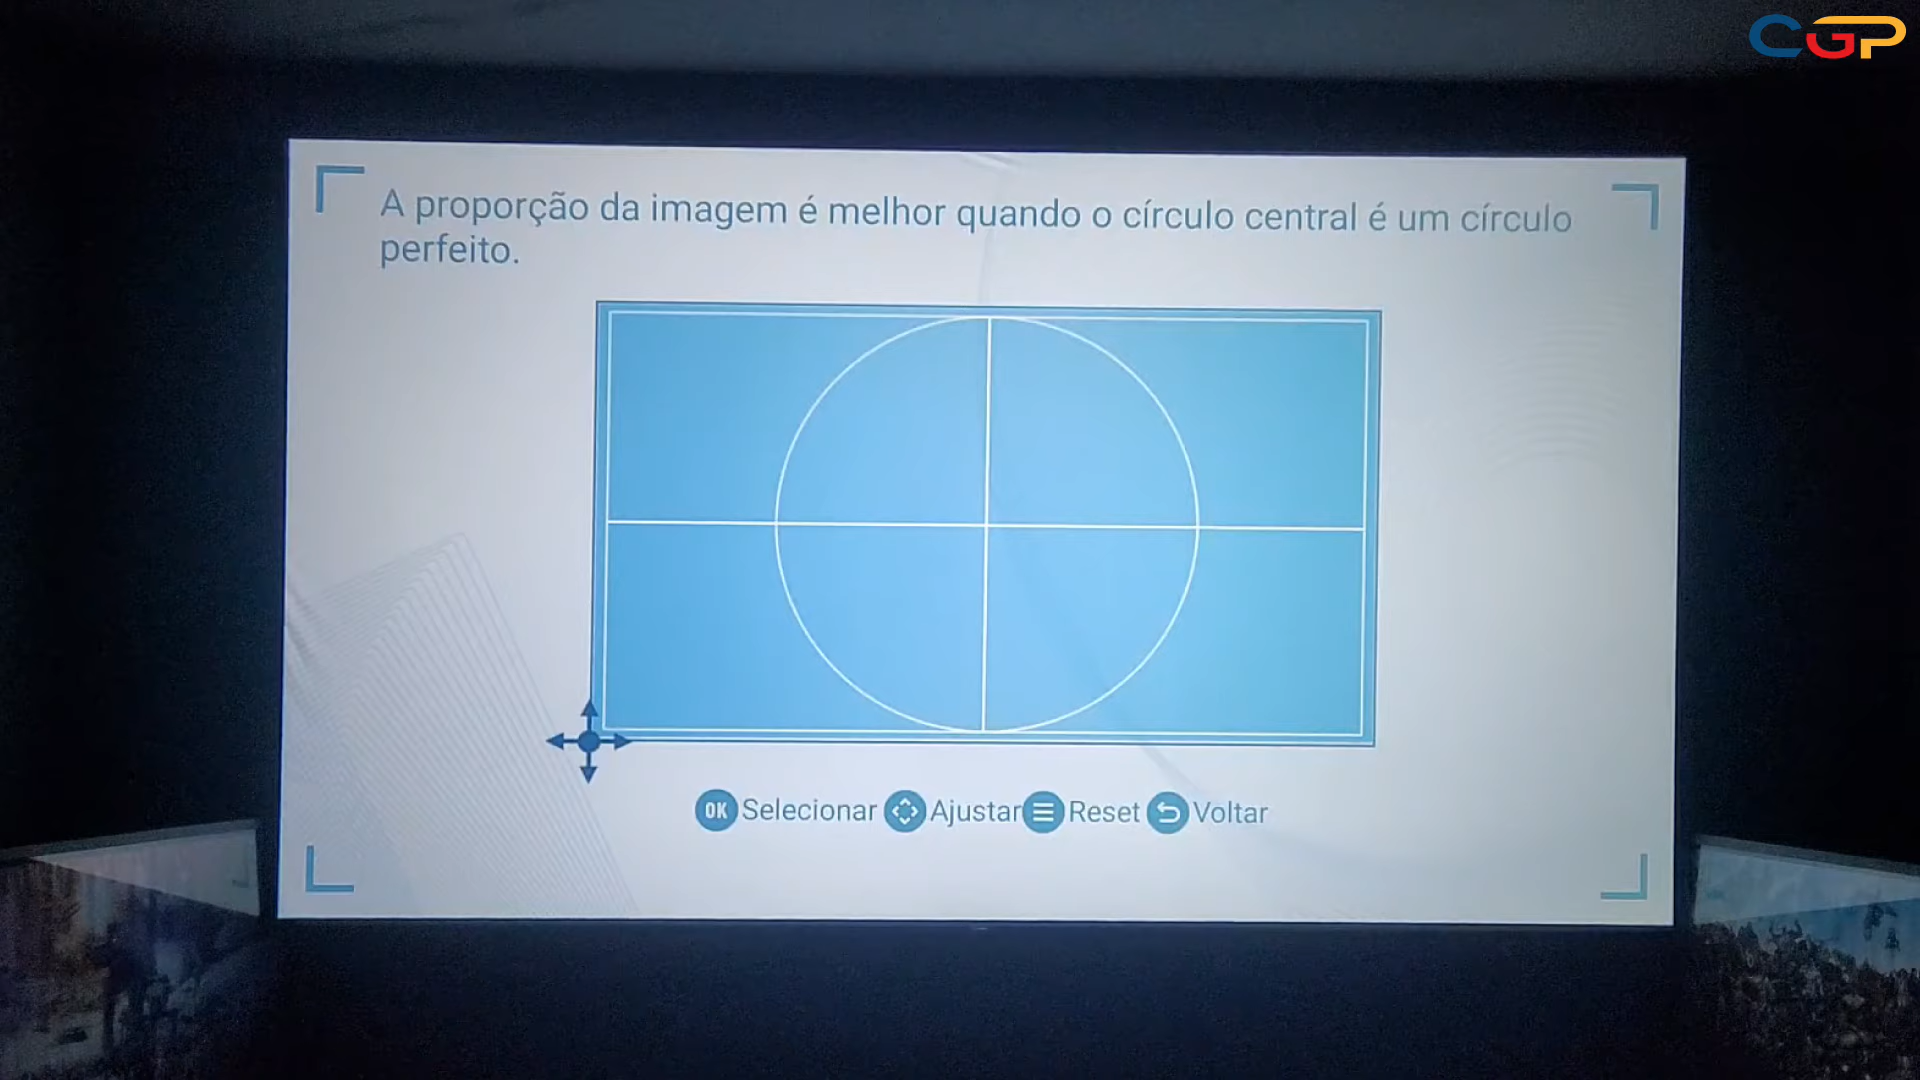 CGP
A proporção da imagem é melhor quando o círculo central é um círculo
perfeito.
OK Selecionar Ajustar Reset Voltar